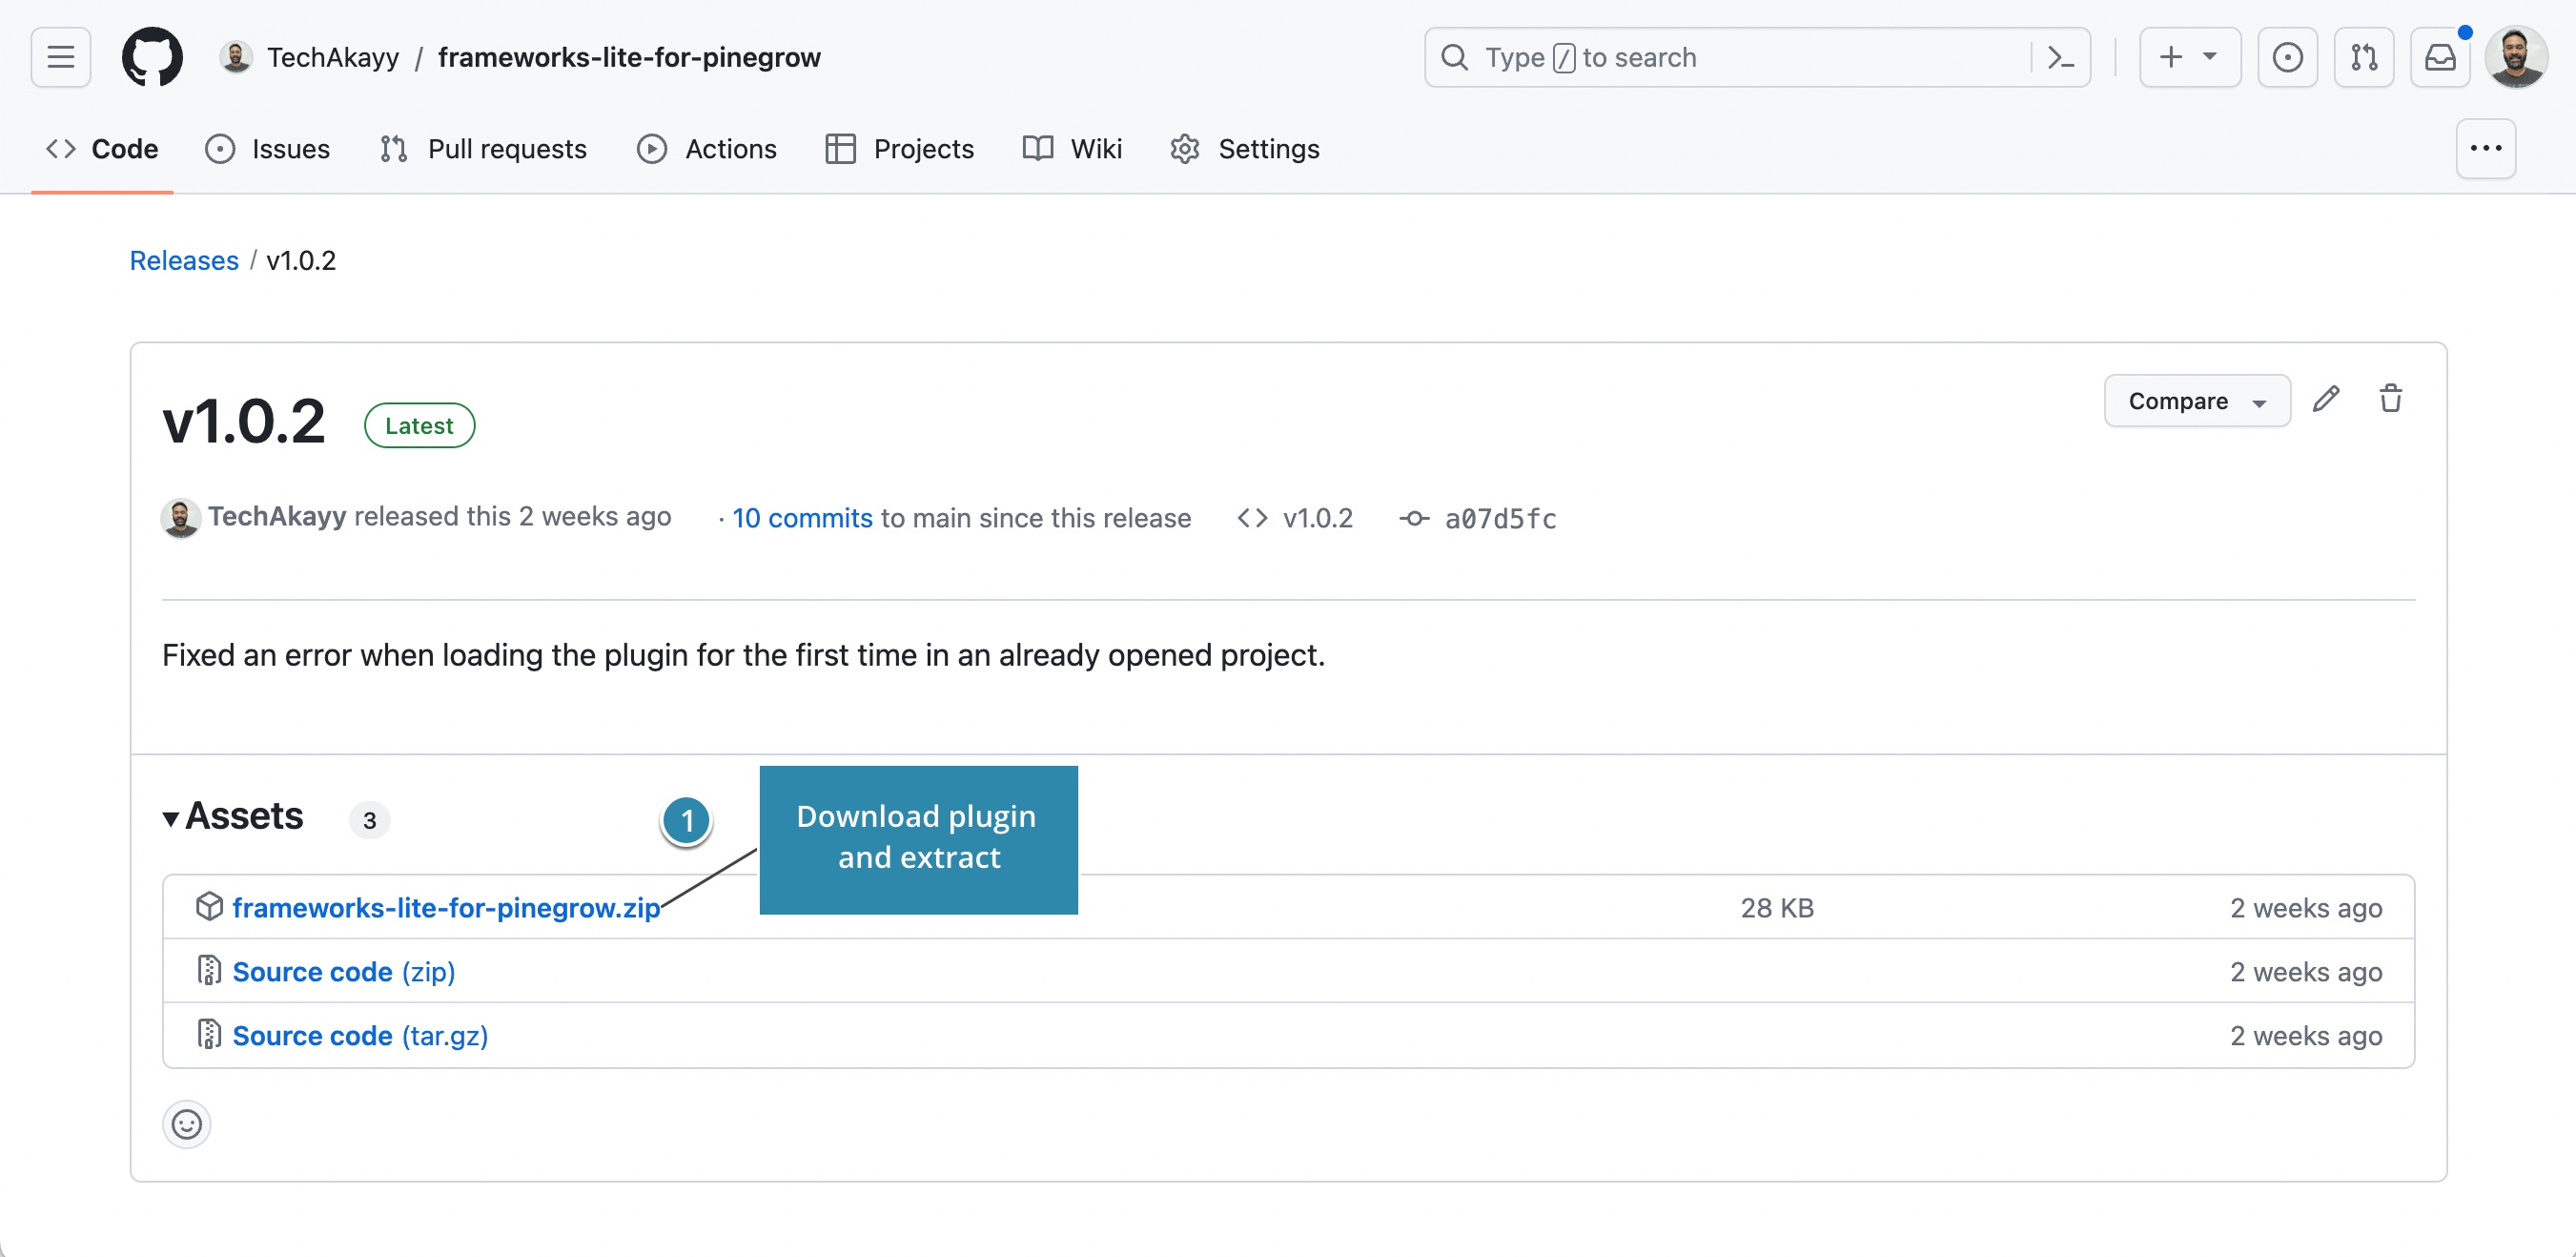 TechAkayy / frameworks-lite-for-pinegrow
Type / to search
Code Issues Pull requests Actions Projects Wiki Settings
Releases / v1.0.2
v1.0.2 Latest
Compare
TechAkayy released this 2 weeks ago · 10 commits to main since this release v1.0.2 a07d5fc
Fixed an error when loading the plugin for the first time in an already opened project.
Assets 3
1
Download plugin
and extract
frameworks-lite-for-pinegrow.zip 28 KB 2 weeks ago
Source code (zip) 2 weeks ago
Source code (tar.gz) 2 weeks ago